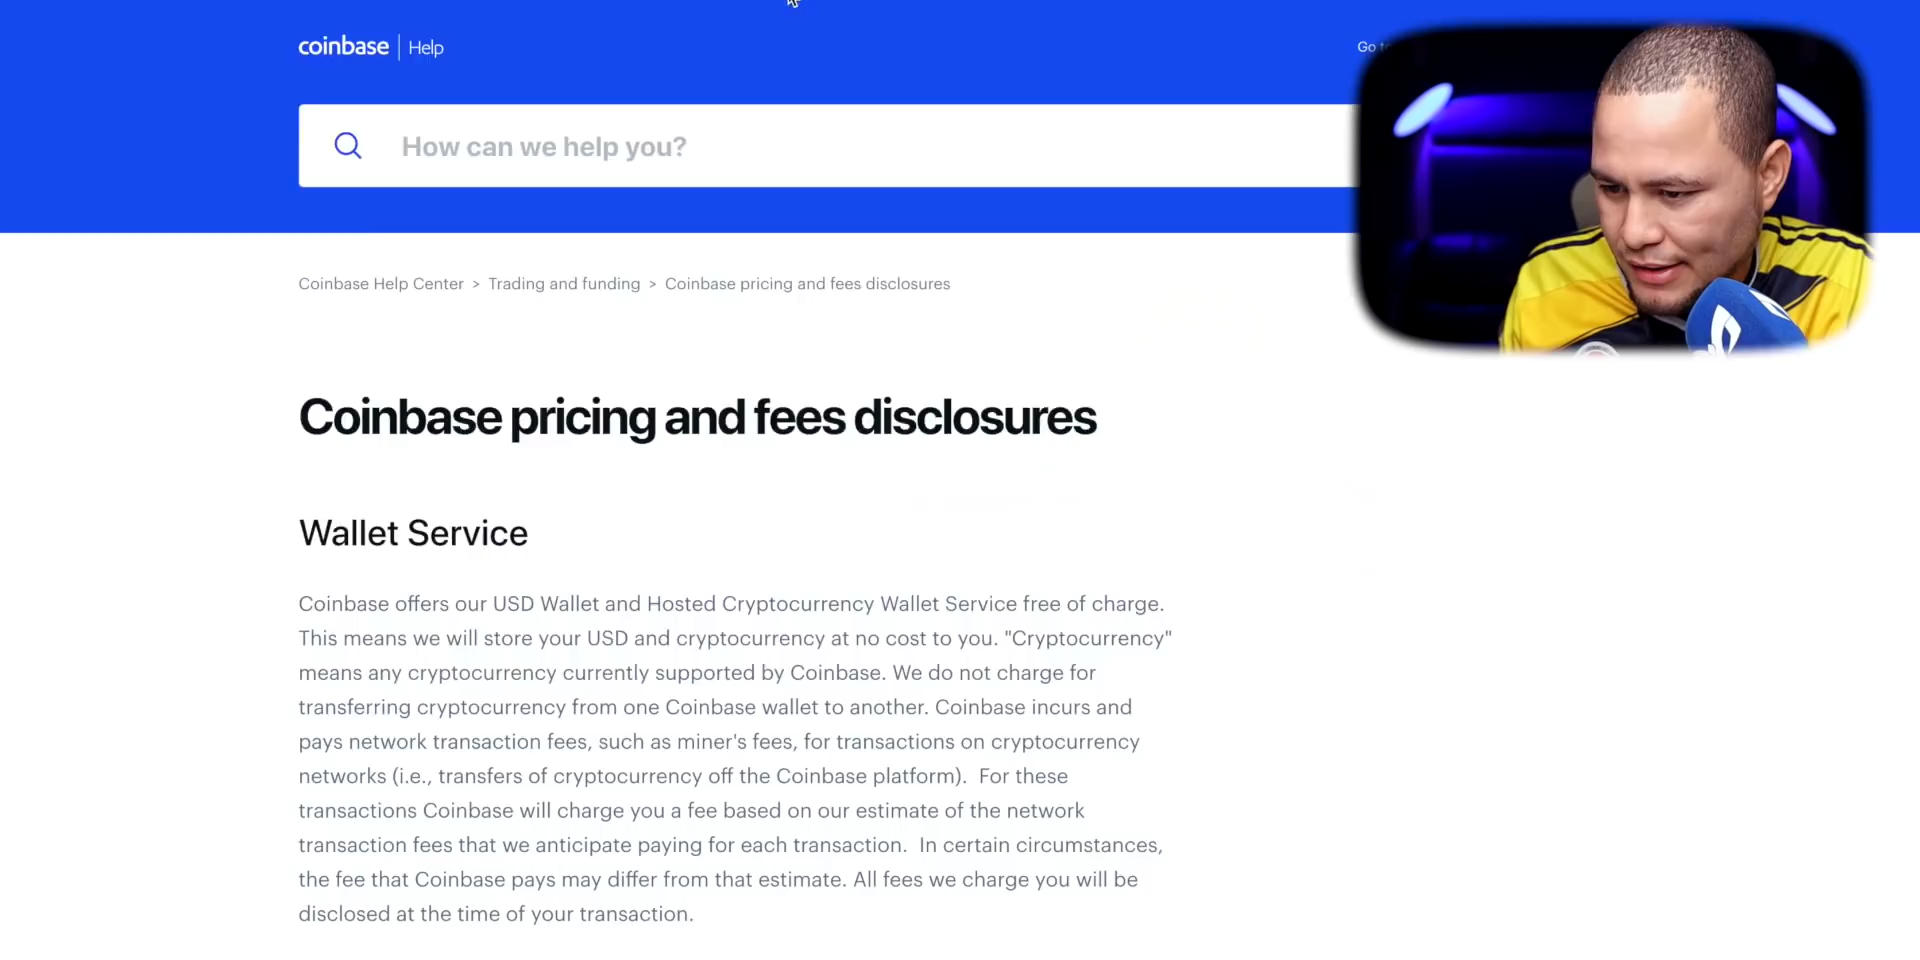 coinbase | Help
Go
How can we help you?
Coinbase Help Center > Trading and funding > Coinbase pricing and fees disclosures
Coinbase pricing and fees disclosures
Wallet Service
Coinbase offers our USD Wallet and Hosted Cryptocurrency Wallet Service free of charge.
This means we will store your USD and cryptocurrency at no cost to you. "Cryptocurrency"
means any cryptocurrency currently supported by Coinbase. We do not charge for
transferring cryptocurrency from one Coinbase wallet to another. Coinbase incurs and
pays network transaction fees, such as miner's fees, for transactions on cryptocurrency
networks (i.e., transfers of cryptocurrency off the Coinbase platform).  For these
transactions Coinbase will charge you a fee based on our estimate of the network
transaction fees that we anticipate paying for each transaction.  In certain circumstances,
the fee that Coinbase pays may differ from that estimate. All fees we charge you will be
disclosed at the time of your transaction.